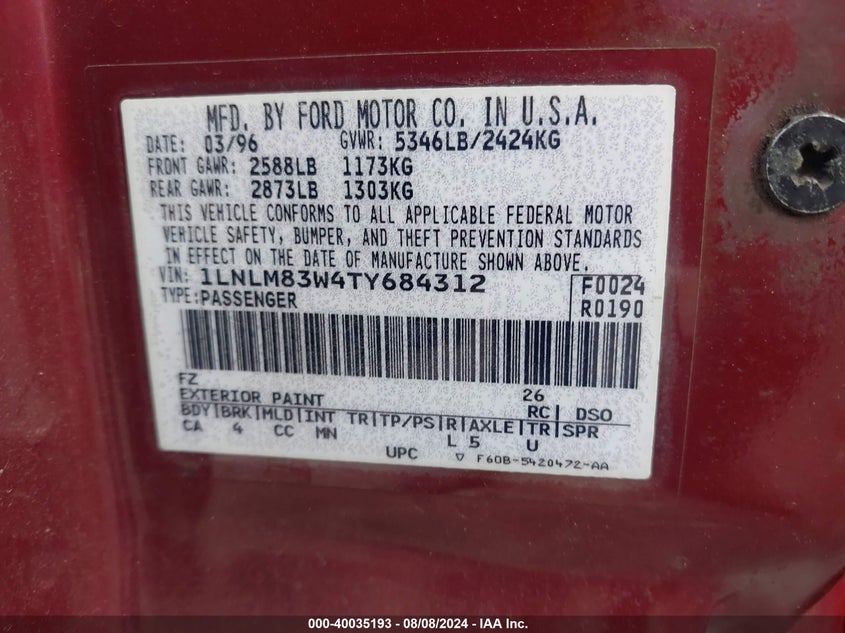 MFD. BY FORD MOTOR CO. IN U.S.A.
DATE: 03/96 GVWR: 5346LB/2424KG
FRONT GAWR: 2588LB 1173KG
REAR GAWR: 2873LB 1303KG
THIS VEHICLE CONFORMS TO ALL APPLICABLE FEDERAL MOTOR
VEHICLE SAFETY, BUMPER, AND THEFT PREVENTION STANDARDS
IN EFFECT ON THE DATE OF MANUFACTURE SHOWN ABOVE.
VIN: 1LNLM83W4TY684312 F0024
TYPE: PASSENGER R0190
FZ
EXTERIOR PAINT 26 RC| DSO
BDY|BRK|MLD|INT TR|TP/PS|R|AXLE|TR|SPR
CA 4 CC MN L 5 U
UPC ▽ F60B-5420472-AA
000-40035193 - 08/08/2024 - IAA Inc.